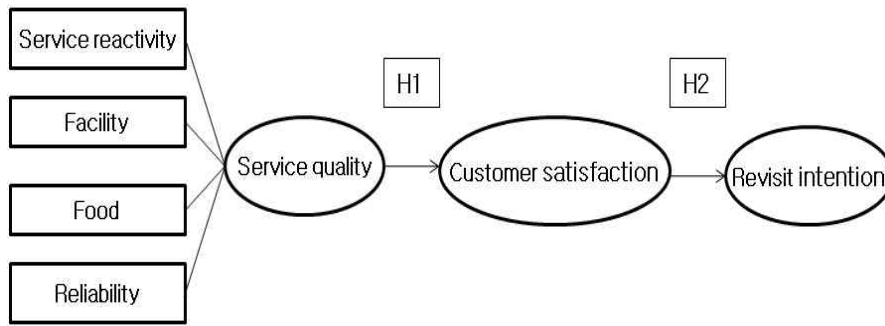 Service reactivity
Facility
Food
Reliability
Service quality
H1
Customer satisfaction
H2
Revisit intention